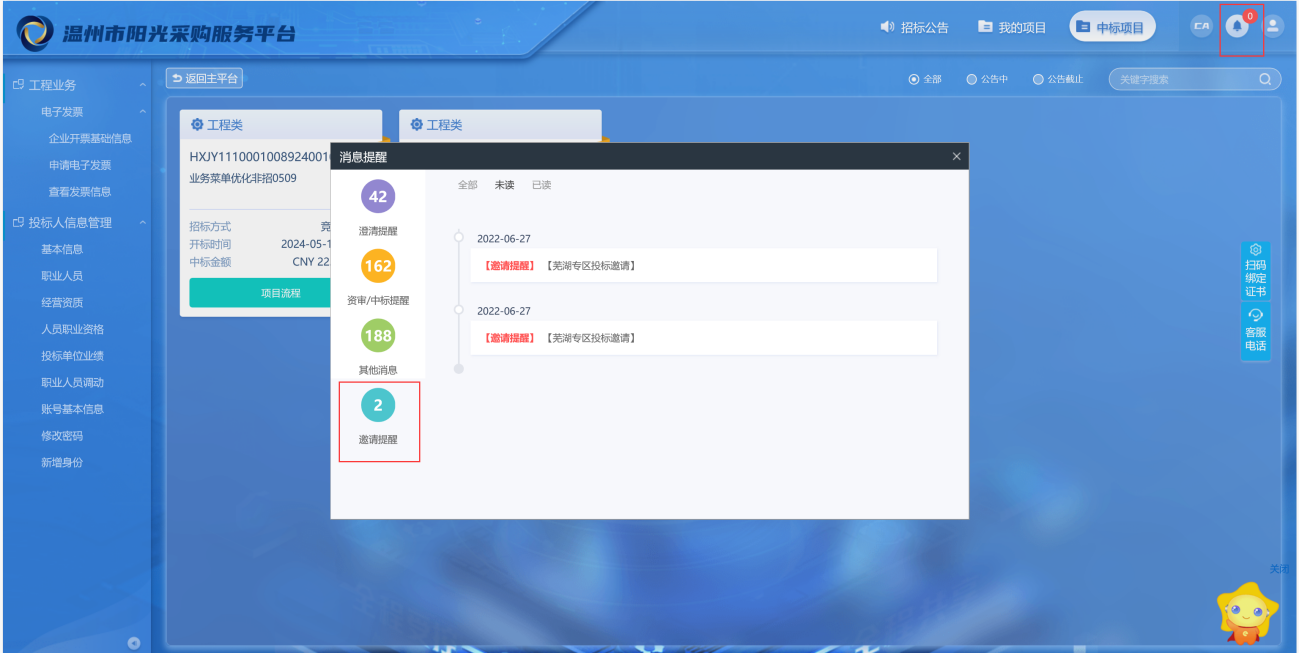 温州市阳光采购服务平台
招标公告
我的项目
中标项目
CA
0
工程业务
电子发票
企业开票基础信息
申请电子发票
查看发票信息
投标人信息管理
基本信息
职业人员
经营资质
人员职业资格
投标单位业绩
职业人员调动
账号基本信息
修改密码
新增身份
返回主平台
全部
公告中
公告截止
关键字搜索
工程类
工程类
HXJY11100010089240010
业务菜单优化非招0509
招标方式 竞
开标时间 2024-05-1
中标金额 CNY 22
项目流程
消息提醒
42
澄清提醒
162
资审/中标提醒
188
其他消息
2
邀请提醒
全部 未读 已读
2022-06-27
【邀请提醒】 【芜湖专区投标邀请】
2022-06-27
【邀请提醒】 【芜湖专区投标邀请】
扫码
绑定
证书
客服
电话
关闭